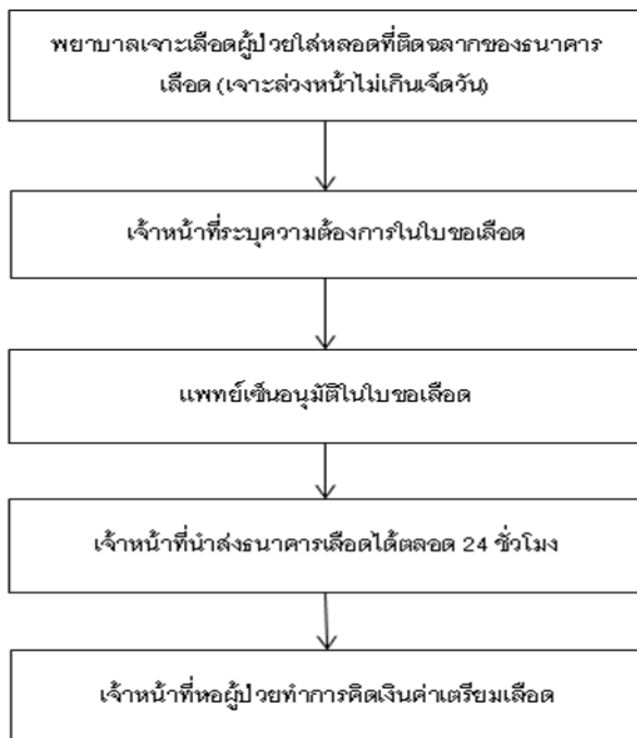 พยาบาลเจาะเลือดผู้ป่วยใส่หลอดที่ติดฉลากของธนาคาร
เลือด (เจาะล่วงหน้าไม่เกินเจ็ดวัน)
เจ้าหน้าที่ระบุความต้องการในใบขอเลือด
แพทย์เซ็นอนุมัติในใบขอเลือด
เจ้าหน้าที่นำส่งธนาคารเลือดได้ตลอด 24 ชั่วโมง
เจ้าหน้าที่หอผู้ป่วยทำการคิดเงินค่าเตรียมเลือด